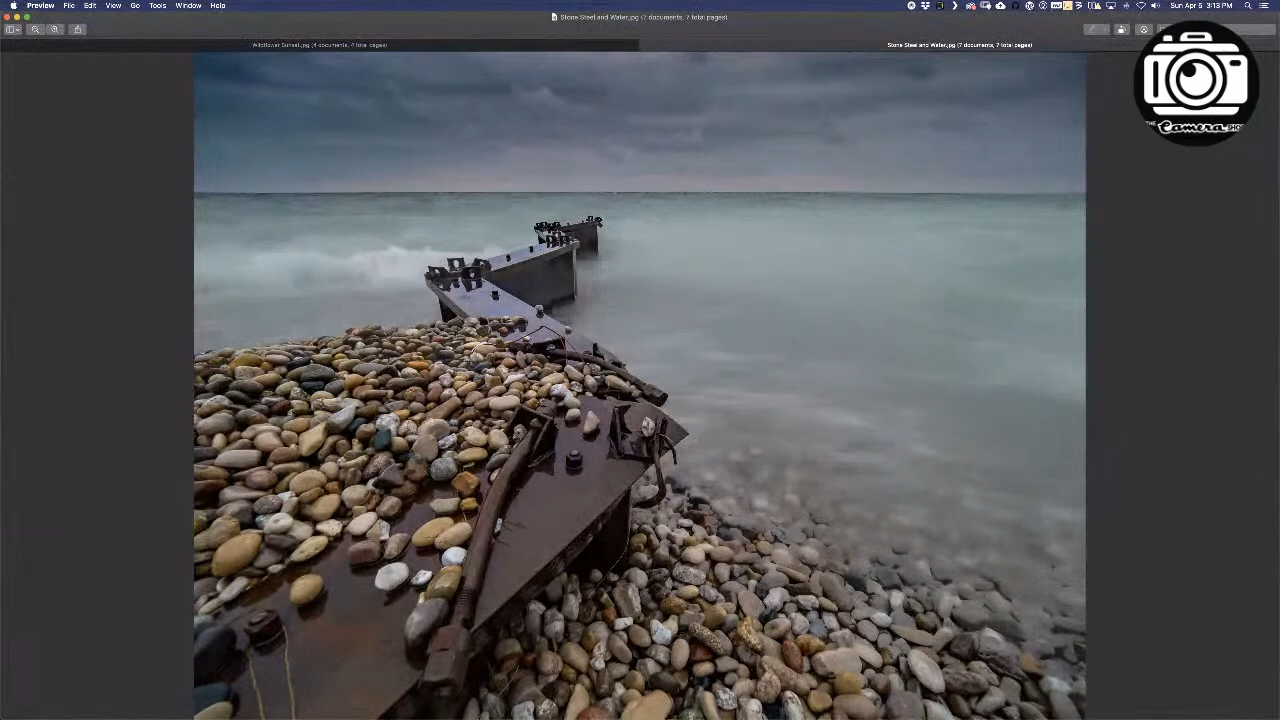 Preview File Edit View Go Tools Window Help
Sun Apr 5 3:13 PM
Stone Steel and Water.jpg (7 documents, 7 total pages)
Wildflower Sunset.jpg (4 documents, 4 total pages)
Stone Steel and Water.jpg (7 documents, 7 total pages)
THE Camera SHOP